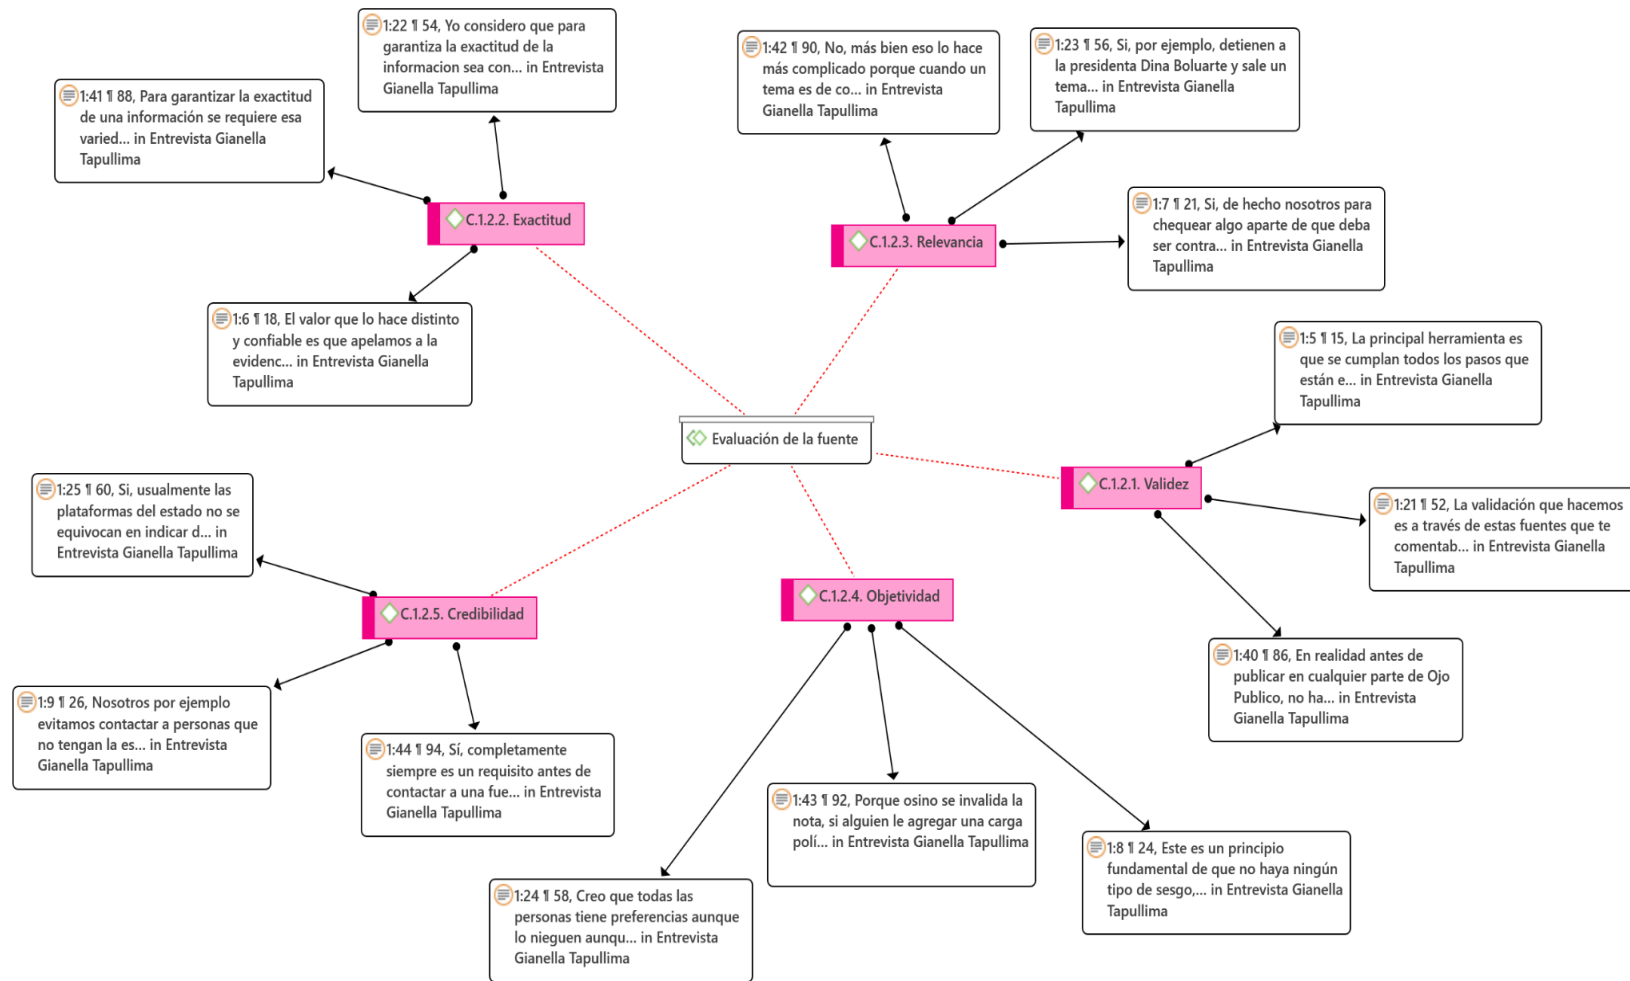 1:22 ¶ 54, Yo considero que para
garantiza la exactitud de la
informacion sea con... in Entrevista
Gianella Tapullima
1:41 ¶ 88, Para garantizar la exactitud
de una información se requiere esa
varied... in Entrevista Gianella
Tapullima
C.1.2.2. Exactitud
1:6 ¶ 18, El valor que lo hace distinto
y confiable es que apelamos a la
evidenc... in Entrevista Gianella
Tapullima
1:42 ¶ 90, No, más bien eso lo hace
más complicado porque cuando un
tema es de co... in Entrevista
Gianella Tapullima
1:23 ¶ 56, Si, por ejemplo, detienen a
la presidenta Dina Boluarte y sale un
tema... in Entrevista Gianella
Tapullima
C.1.2.3. Relevancia
1:7 ¶ 21, Si, de hecho nosotros para
chequear algo aparte de que deba
ser contra... in Entrevista Gianella
Tapullima
Evaluación de la fuente
1:5 ¶ 15, La principal herramienta es
que se cumplan todos los pasos que
están e... in Entrevista Gianella
Tapullima
C.1.2.1. Validez
1:21 ¶ 52, La validación que hacemos
es a través de estas fuentes que te
comentab... in Entrevista Gianella
Tapullima
1:40 ¶ 86, En realidad antes de
publicar en cualquier parte de Ojo
Publico, no ha... in Entrevista
Gianella Tapullima
1:25 ¶ 60, Si, usualmente las
plataformas del estado no se
equivocan en indicar d... in
Entrevista Gianella Tapullima
C.1.2.5. Credibilidad
1:9 ¶ 26, Nosotros por ejemplo
evitamos contactar a personas que
no tengan la es... in Entrevista
Gianella Tapullima
1:44 ¶ 94, Sí, completamente
siempre es un requisito antes de
contactar a una fue... in Entrevista
Gianella Tapullima
C.1.2.4. Objetividad
1:24 ¶ 58, Creo que todas las
personas tiene preferencias aunque
lo nieguen aunqu... in Entrevista
Gianella Tapullima
1:43 ¶ 92, Porque osino se invalida la
nota, si alguien le agregar una carga
polí... in Entrevista Gianella Tapullima
1:8 ¶ 24, Este es un principio
fundamental de que no haya ningún
tipo de sesgo,... in Entrevista Gianella
Tapullima